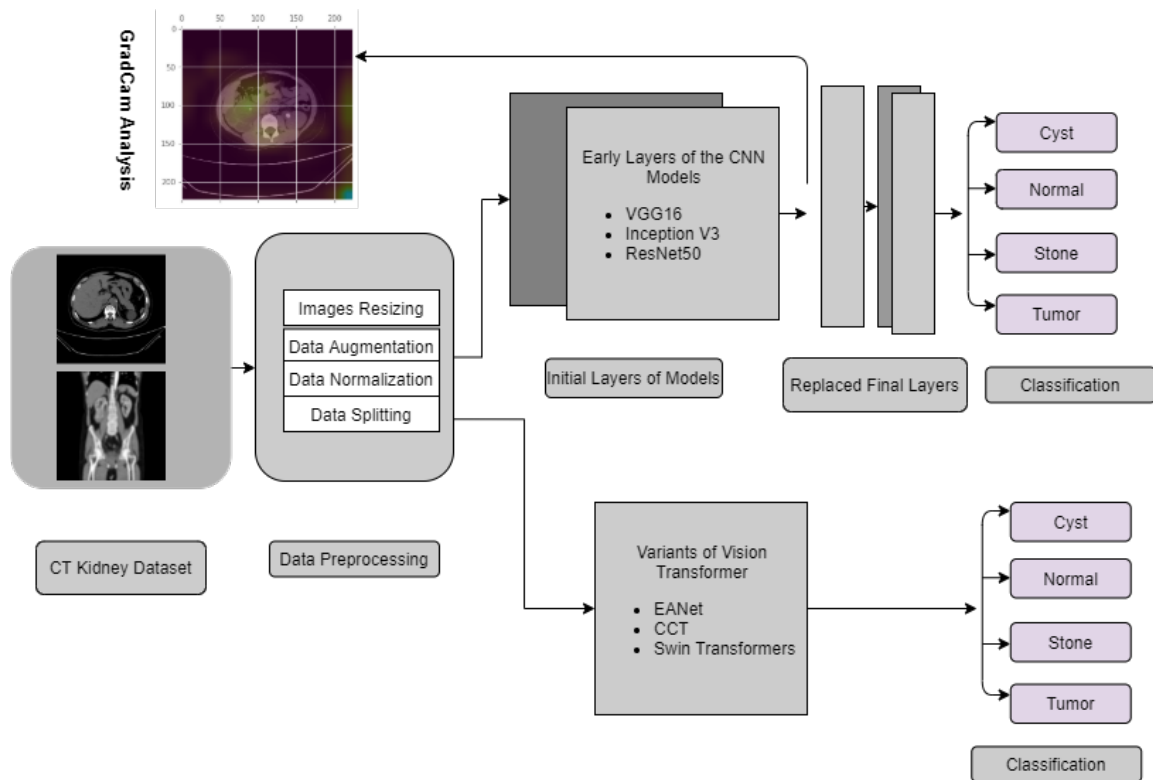 GradCam Analysis
0 50 100 150 200
0
50
100
150
200
Images Resizing
Data Augmentation
Data Normalization
Data Splitting
CT Kidney Dataset
Data Preprocessing
Early Layers of the CNN
Models
• VGG16
• Inception V3
• ResNet50
Initial Layers of Models
Replaced Final Layers
Cyst
Normal
Stone
Tumor
Classification
Variants of Vision
Transformer
• EANet
• CCT
• Swin Transformers
Cyst
Normal
Stone
Tumor
Classification